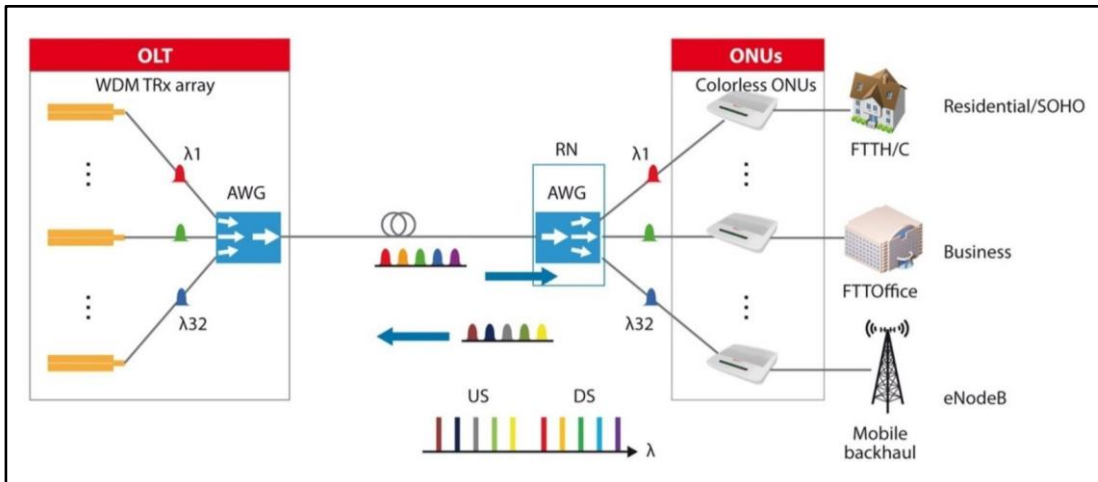 OLT
WDM TRx array
λ1
AWG
λ32
RN
AWG
λ1
λ32
US DS
λ
ONUs
Colorless ONUs
Residential/SOHO
FTTH/C
Business
FTTOffice
eNodeB
Mobile
backhaul